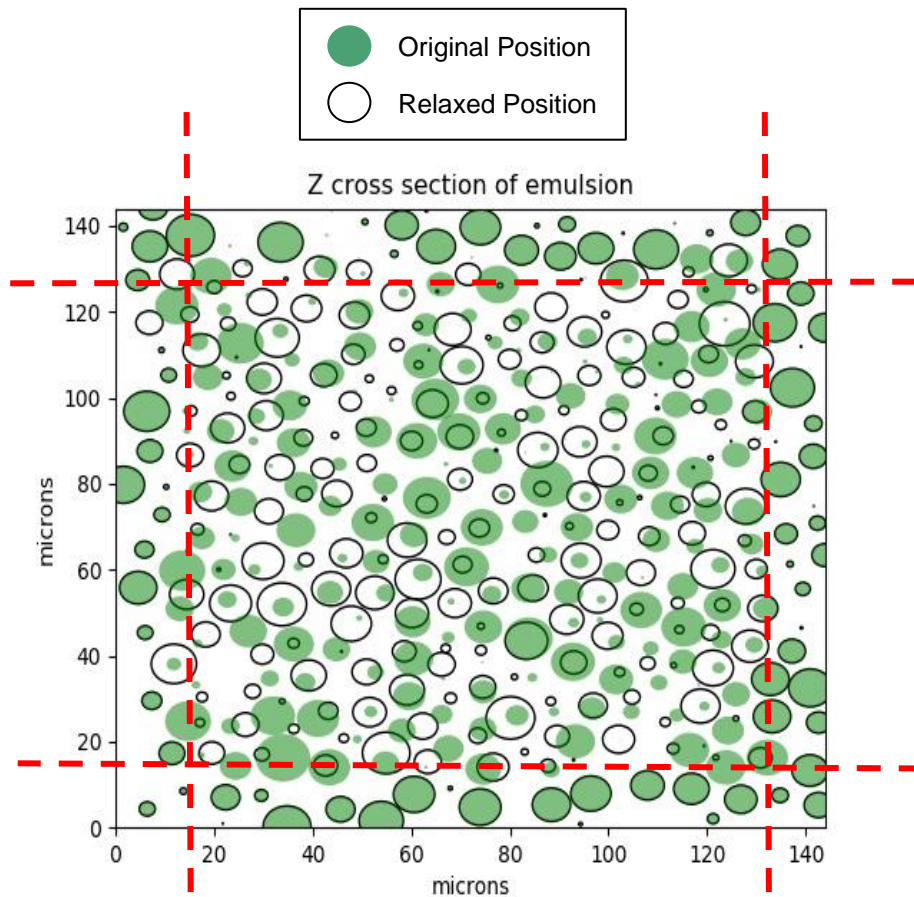 Original Position
Relaxed Position
Z cross section of emulsion
140
120
100
80
60
40
20
0
microns
0 20 40 60 80 100 120 140
microns